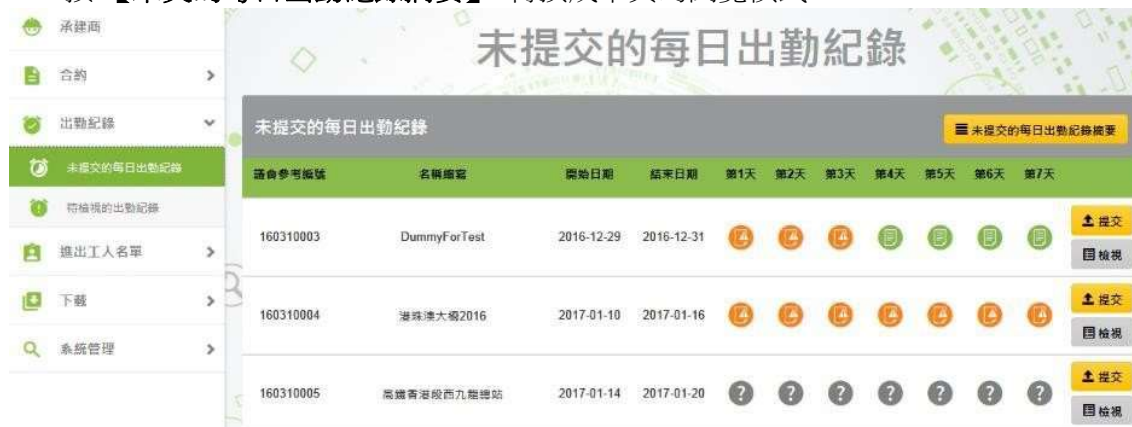 承建商
合約
出勤紀錄
未提交的每日出勤紀錄
待檢視的出勤紀錄
進出工人名單
下載
系統管理
未提交的每日出勤紀錄
未提交的每日出勤紀錄
未提交的每日出勤紀錄摘要
議會參考編號 名稱縮寫 開始日期 結束日期 第1天 第2天 第3天 第4天 第5天 第6天 第7天
160310003 DummyForTest 2016-12-29 2016-12-31 提交
檢視
160310004 港珠澳大橋2016 2017-01-10 2017-01-16 提交
檢視
160310005 高鐵香港段西九龍總站 2017-01-14 2017-01-20 ? ? ? ? ? ? ? 提交
檢視